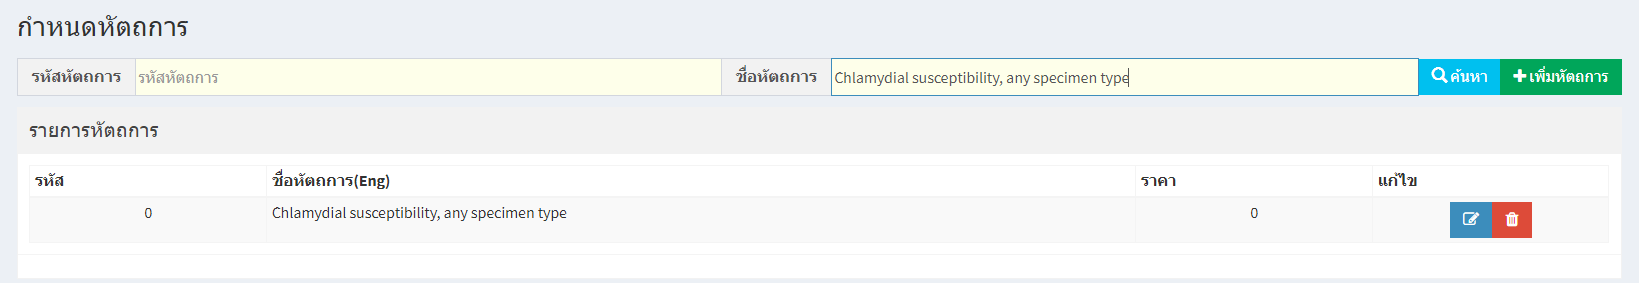 กำหนดหัตถการ
รหัสหัตถการ รหัสหัตถการ ชื่อหัตถการ Chlamydial susceptibility, any specimen type ค้นหา เพิ่มหัตถการ
รายการหัตถการ
รหัส ชื่อหัตถการ(Eng) ราคา แก้ไข
0 Chlamydial susceptibility, any specimen type 0